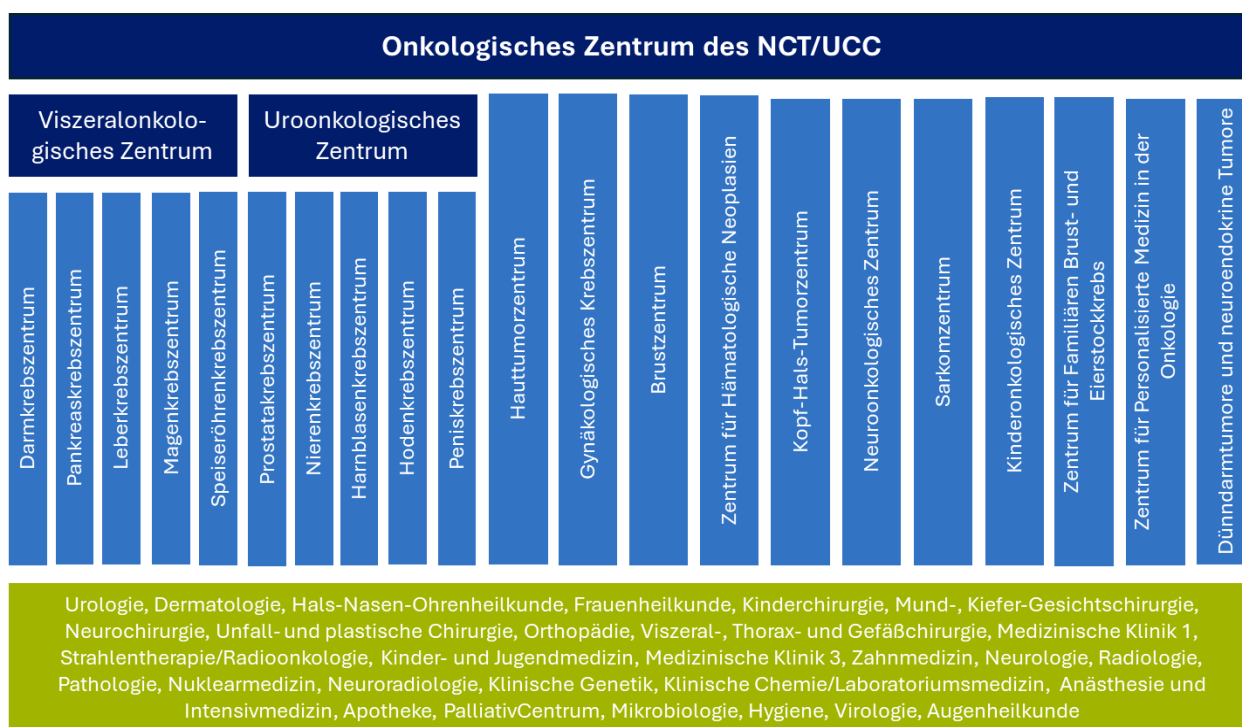 Onkologisches Zentrum des NCT/UCC
Viszeralonkolo-
gisches Zentrum
Uroonkologisches
Zentrum
Darmkrebszentrum
Pankreaskrebszentrum
Leberkrebszentrum
Magenkrebszentrum
Speiseröhrenkrebszentrum
Prostatakrebszentrum
Nierenkrebszentrum
Harnblasenkrebszentrum
Hodenkrebszentrum
Peniskrebszentrum
Hauttumorzentrum
Gynäkologisches Krebszentrum
Brustzentrum
Zentrum für Hämatologische Neoplasien
Kopf-Hals-Tumorzentrum
Neuroonkologisches Zentrum
Sarkomzentrum
Kinderonkologisches Zentrum
Zentrum für Familiären Brust- und
Eierstockkrebs
Zentrum für Personalisierte Medizin in der
Onkologie
Dünndarmtumore und neuroendokrine Tumore
Urologie, Dermatologie, Hals-Nasen-Ohrenheilkunde, Frauenheilkunde, Kinderchirurgie, Mund-, Kiefer-Gesichtschirurgie,
Neurochirurgie, Unfall- und plastische Chirurgie, Orthopädie, Viszeral-, Thorax- und Gefäßchirurgie, Medizinische Klinik 1,
Strahlentherapie/Radioonkologie, Kinder- und Jugendmedizin, Medizinische Klinik 3, Zahnmedizin, Neurologie, Radiologie,
Pathologie, Nuklearmedizin, Neuroradiologie, Klinische Genetik, Klinische Chemie/Laboratoriumsmedizin, Anästhesie und
Intensivmedizin, Apotheke, PalliativCentrum, Mikrobiologie, Hygiene, Virologie, Augenheilkunde